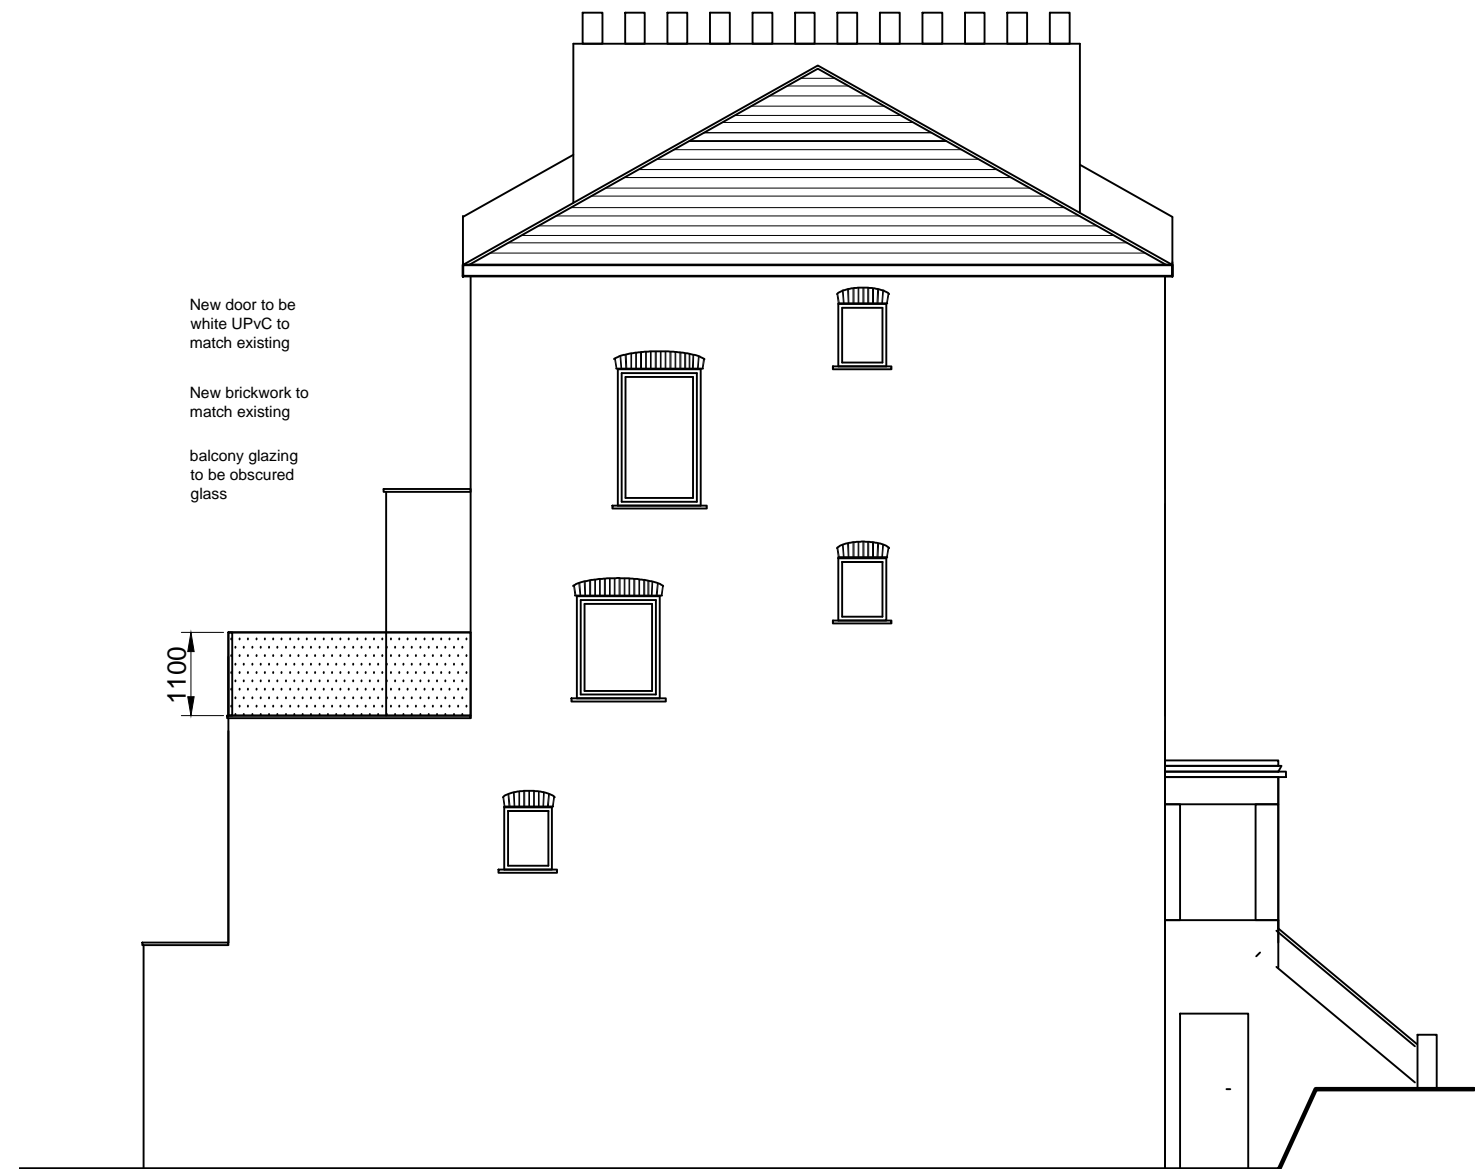 New door to be
white UPvC to
match existing
New brickwork to
match existing
balcony glazing
to be obscured
glass
1100